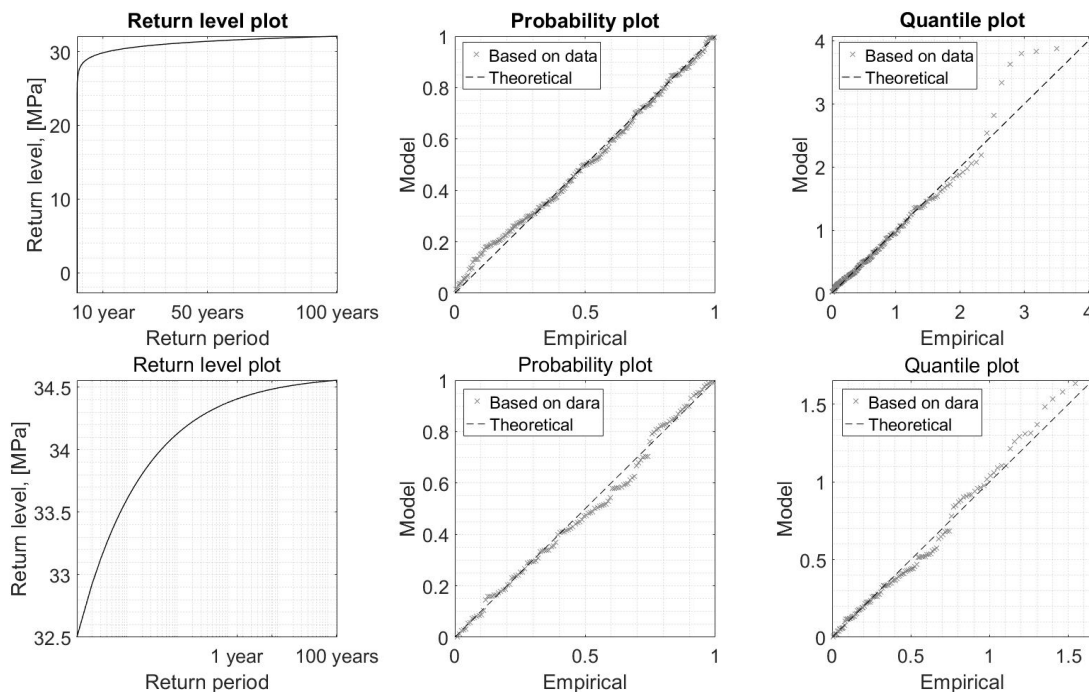 Return level plot
Return level, [MPa]
30
20
10
0
10 year
50 years
100 years
Return period
Probability plot
Based on data
Theoretical
Model
1
0.8
0.6
0.4
0.2
0
0
0.5
1
Empirical
Quantile plot
Based on data
Theoretical
Model
4
3
2
1
0
0
1
2
3
4
Empirical
Return level plot
Return level, [MPa]
34.5
34
33.5
33
32.5
1 year
100 years
Return period
Probability plot
Based on dara
Theoretical
Model
1
0.8
0.6
0.4
0.2
0
0
0.5
1
Empirical
Quantile plot
Based on dara
Theoretical
Model
1.5
1
0.5
0
0
0.5
1
1.5
Empirical